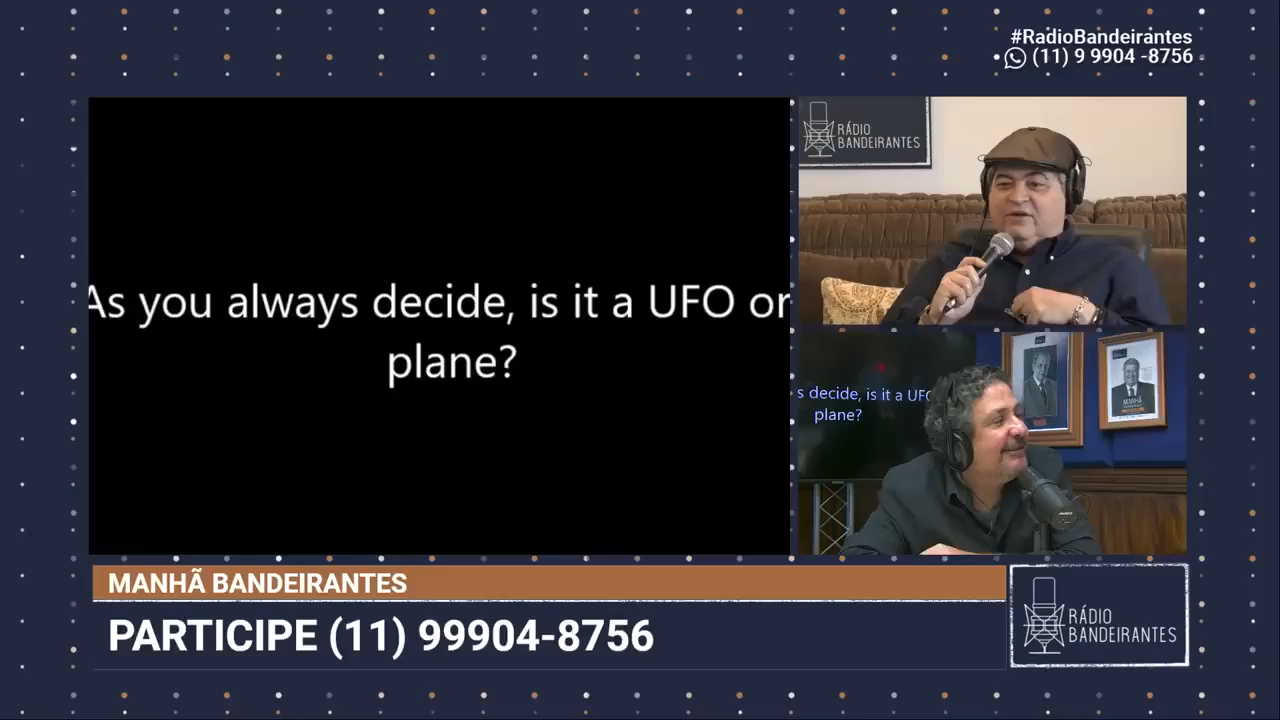 #RadioBandeirantes
(11) 9 9904 -8756
As you always decide, is it a UFO or
plane?
RÁDIO
BANDEIRANTES
s decide, is it a UFO
plane?
MANHÃ
MANHÃ BANDEIRANTES
PARTICIPE (11) 99904-8756
RÁDIO
BANDEIRANTES